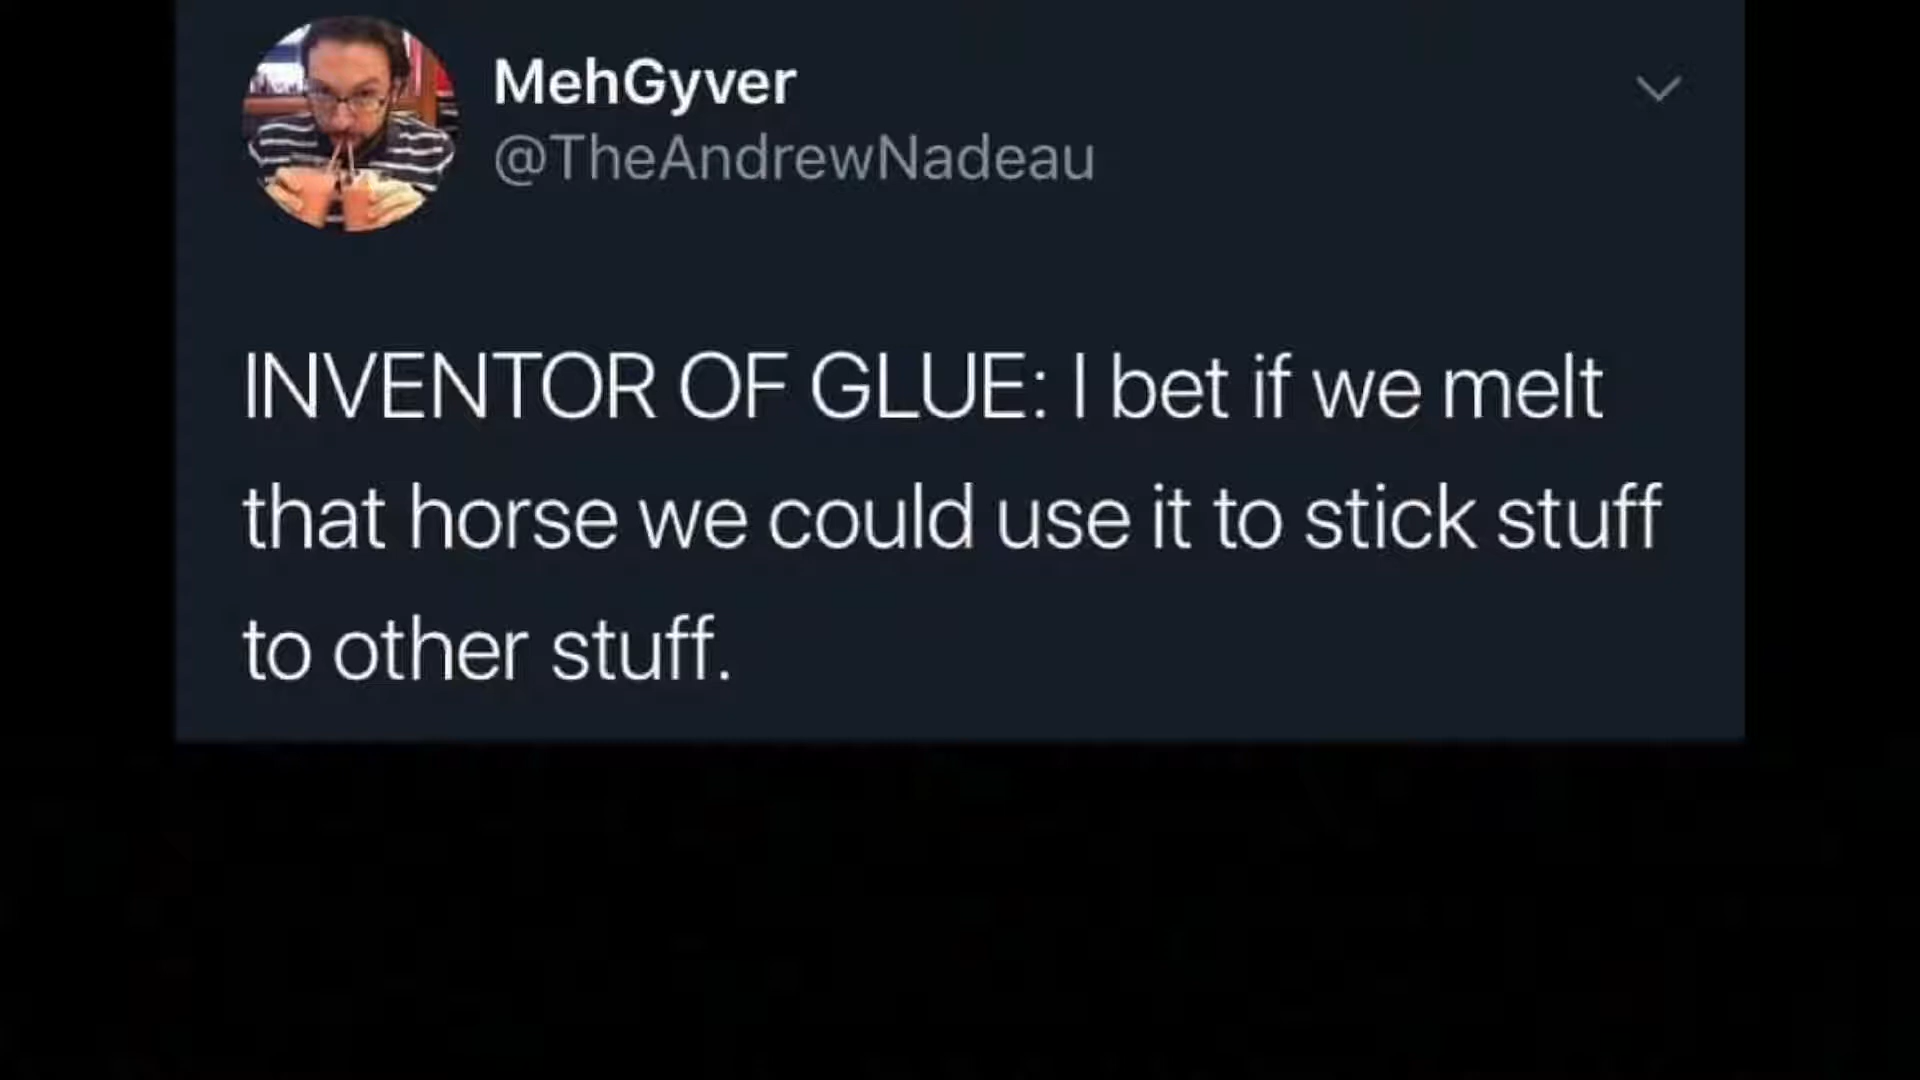 MehGyver
@TheAndrewNadeau
INVENTOR OF GLUE: I bet if we melt
that horse we could use it to stick stuff
to other stuff.